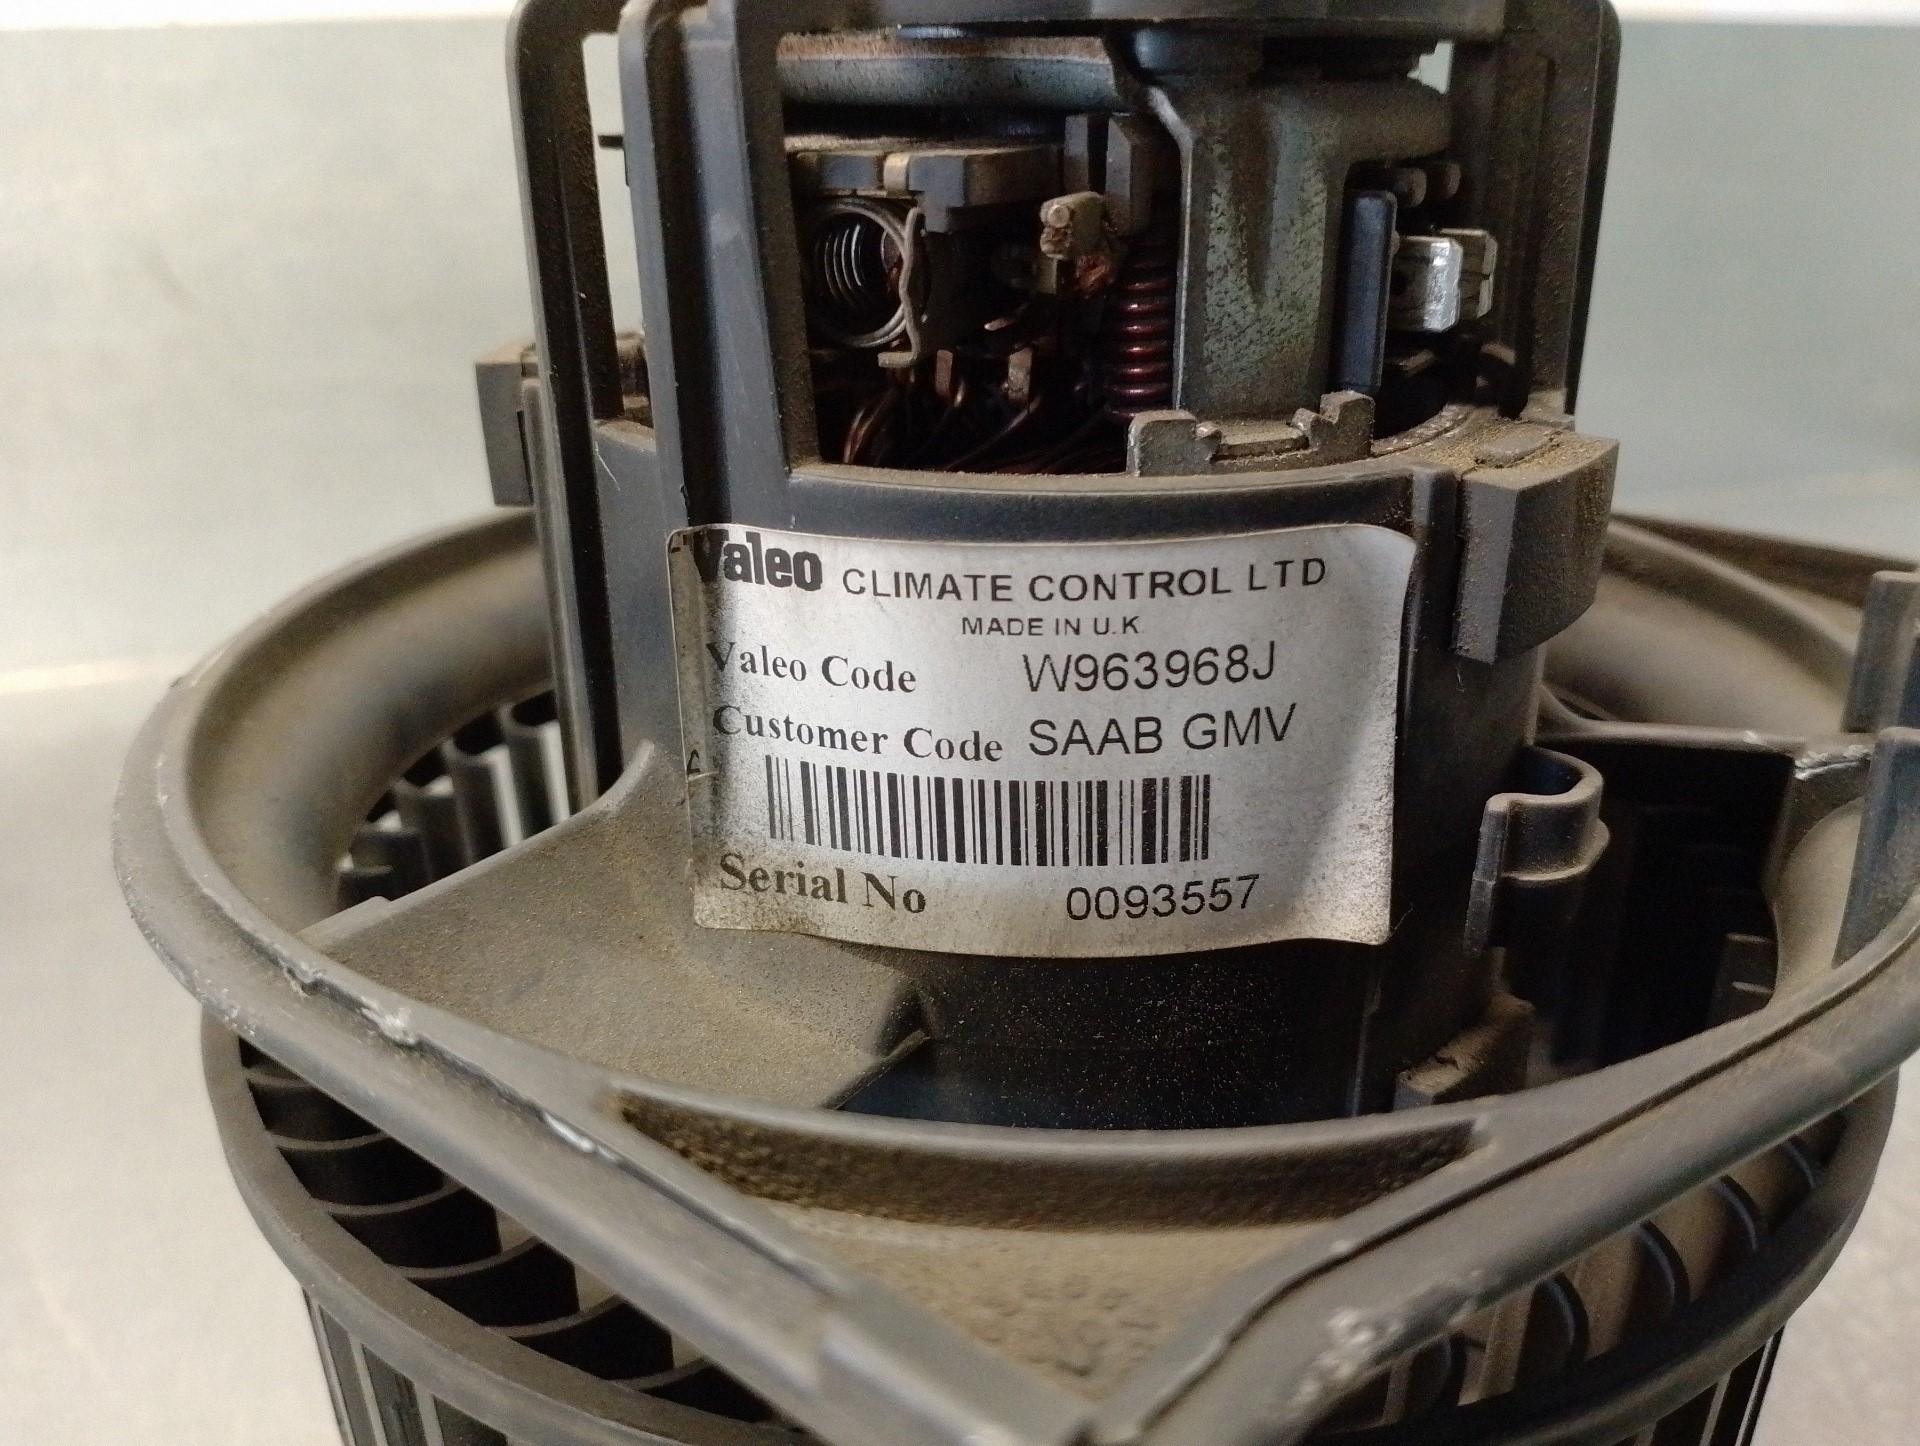 Valeo CLIMATE CONTROL LTD
MADE IN U.K
Valeo Code W963968J
Customer Code SAAB GMV
Serial No 0093557